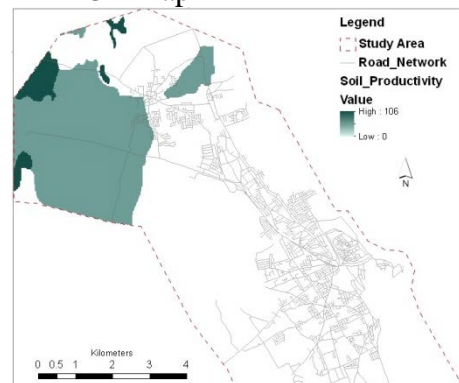 Legend
Study Area
Road_Network
Soil_Productivity
Value
High : 106
Low : 0
N
Kilometers
0 0.5 1 2 3 4